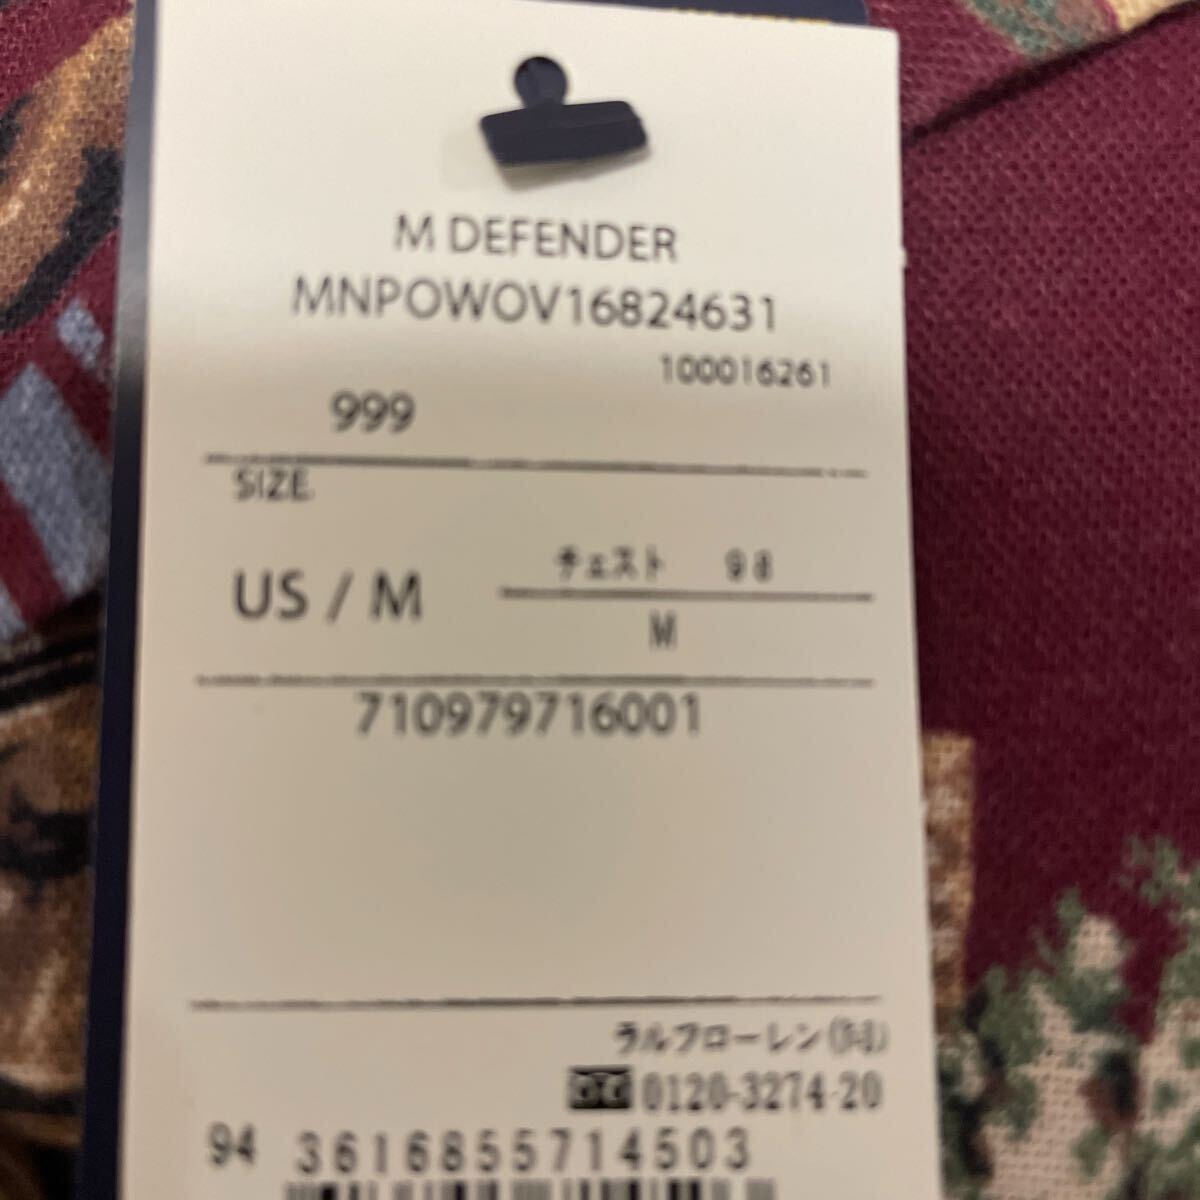 M DEFENDER
MNPOWOV16824631
100016261
999
SIZE
US / M
チェスト 98
M
710979716001
ラルフローレン
0120-3274-20
94 3616855714503